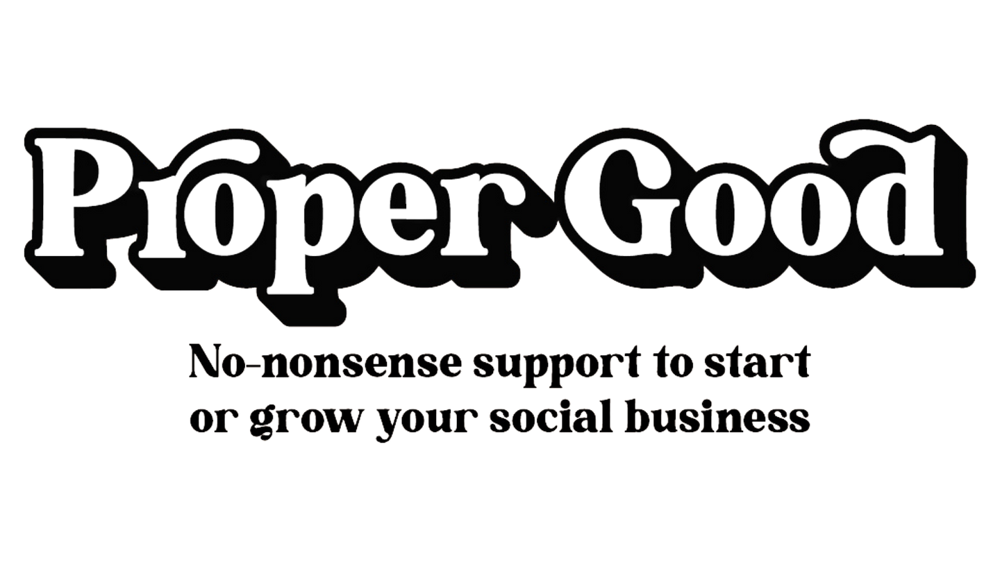 Proper Good
No-nonsense support to start
or grow your social business